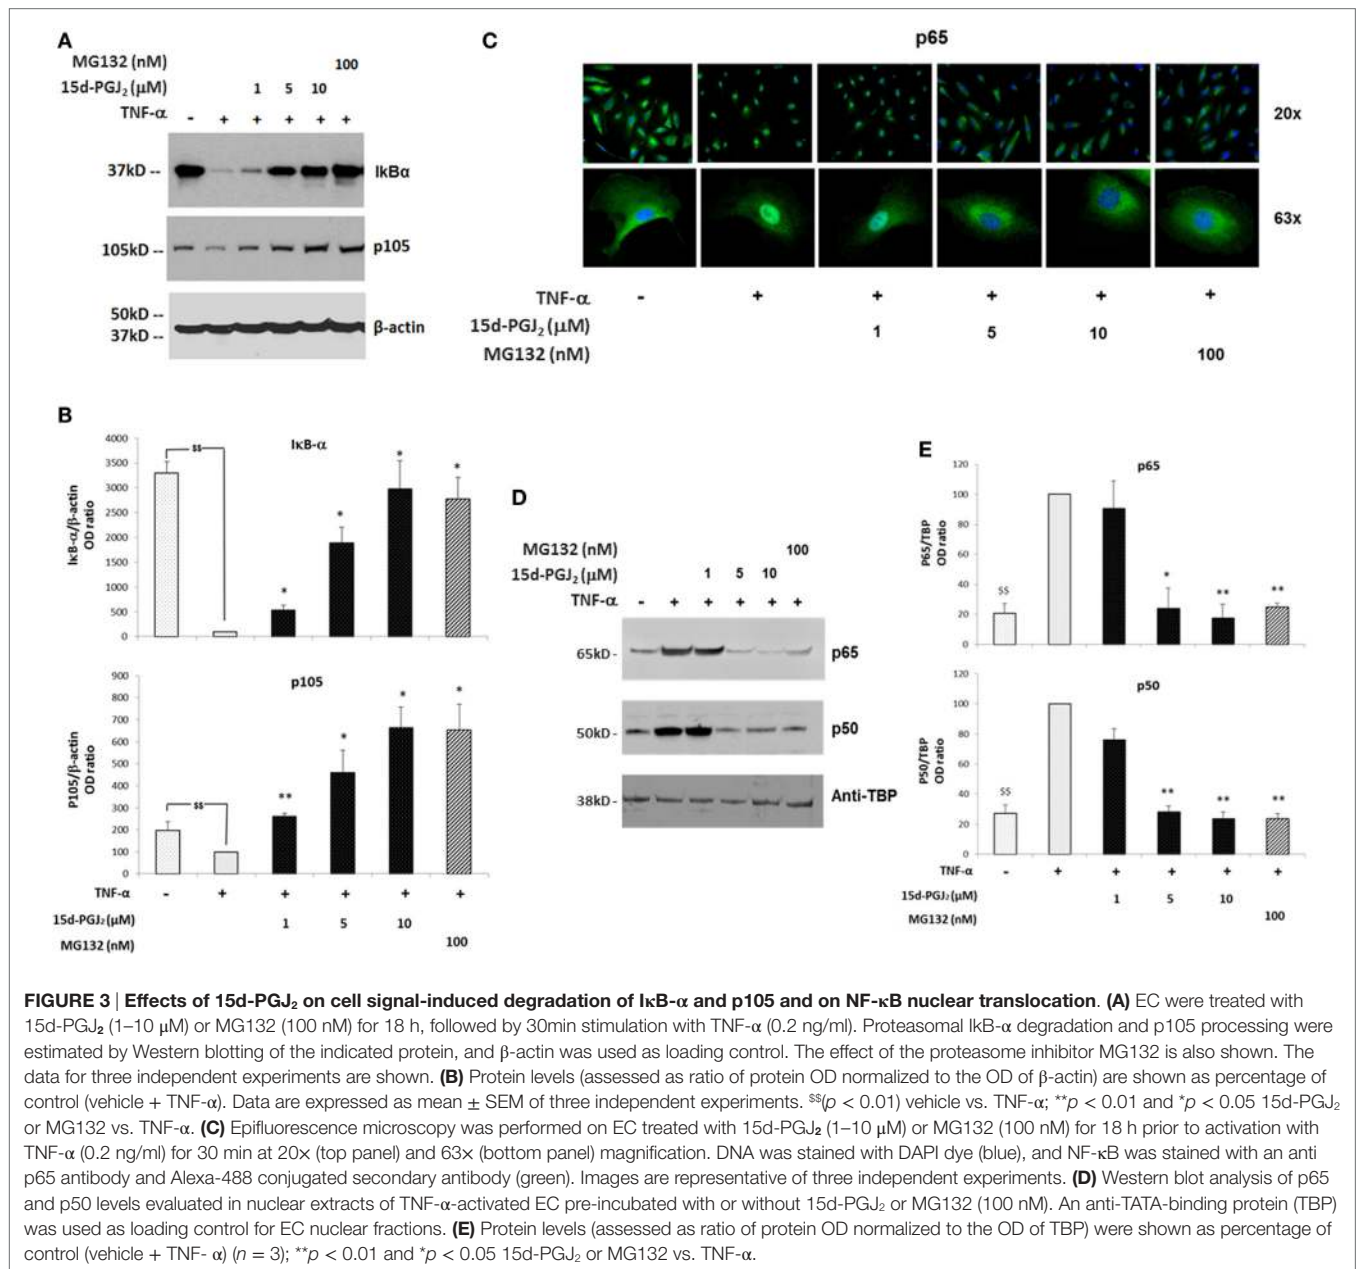 A
MG132 (nM) 100
15d-PGJ₂ (μM) 1 5 10
TNF-α - + + + + +
37kD -- IkBα
105kD -- p105
50kD --
37kD -- β-actin
C
p65
20x
63x
TNF-α - + + + + +
15d-PGJ₂ (μM) 1 5 10
MG132 (nM) 100
B
IκB-α
IκB-α/β-actin
OD ratio
4000
3500
3000
2500
2000
1500
1000
500
0
$$ * * * *
p105
P105/β-actin
OD ratio
900
800
700
600
500
400
300
200
100
0
$$ ** * * *
TNF-α - + + + + +
15d-PGJ₂ (μM) 1 5 10
MG132 (nM) 100
D
MG132 (nM) 100
15d-PGJ₂ (μM) 1 5 10
TNF-α - + + + + +
65kD - p65
50kD - p50
38kD - Anti-TBP
E
p65
P65/TBP
OD ratio
120
100
80
60
40
20
0
$$ * ** **
p50
P50/TBP
OD ratio
120
100
80
60
40
20
0
$$ ** ** **
TNF-α - + + + + +
15d-PGJ₂ (μM) 1 5 10
MG132 (nM) 100
FIGURE 3 | Effects of 15d-PGJ₂ on cell signal-induced degradation of IκB-α and p105 and on NF-κB nuclear translocation. (A) EC were treated with
15d-PGJ₂ (1–10 μM) or MG132 (100 nM) for 18 h, followed by 30min stimulation with TNF-α (0.2 ng/ml). Proteasomal IkB-α degradation and p105 processing were
estimated by Western blotting of the indicated protein, and β-actin was used as loading control. The effect of the proteasome inhibitor MG132 is also shown. The
data for three independent experiments are shown. (B) Protein levels (assessed as ratio of protein OD normalized to the OD of β-actin) are shown as percentage of
control (vehicle + TNF-α). Data are expressed as mean ± SEM of three independent experiments. $$(p < 0.01) vehicle vs. TNF-α; **p < 0.01 and *p < 0.05 15d-PGJ₂
or MG132 vs. TNF-α. (C) Epifluorescence microscopy was performed on EC treated with 15d-PGJ₂ (1–10 μM) or MG132 (100 nM) for 18 h prior to activation with
TNF-α (0.2 ng/ml) for 30 min at 20× (top panel) and 63× (bottom panel) magnification. DNA was stained with DAPI dye (blue), and NF-κB was stained with an anti
p65 antibody and Alexa-488 conjugated secondary antibody (green). Images are representative of three independent experiments. (D) Western blot analysis of p65
and p50 levels evaluated in nuclear extracts of TNF-α-activated EC pre-incubated with or without 15d-PGJ₂ or MG132 (100 nM). An anti-TATA-binding protein (TBP)
was used as loading control for EC nuclear fractions. (E) Protein levels (assessed as ratio of protein OD normalized to the OD of TBP) were shown as percentage of
control (vehicle + TNF- α) (n = 3); **p < 0.01 and *p < 0.05 15d-PGJ₂ or MG132 vs. TNF-α.